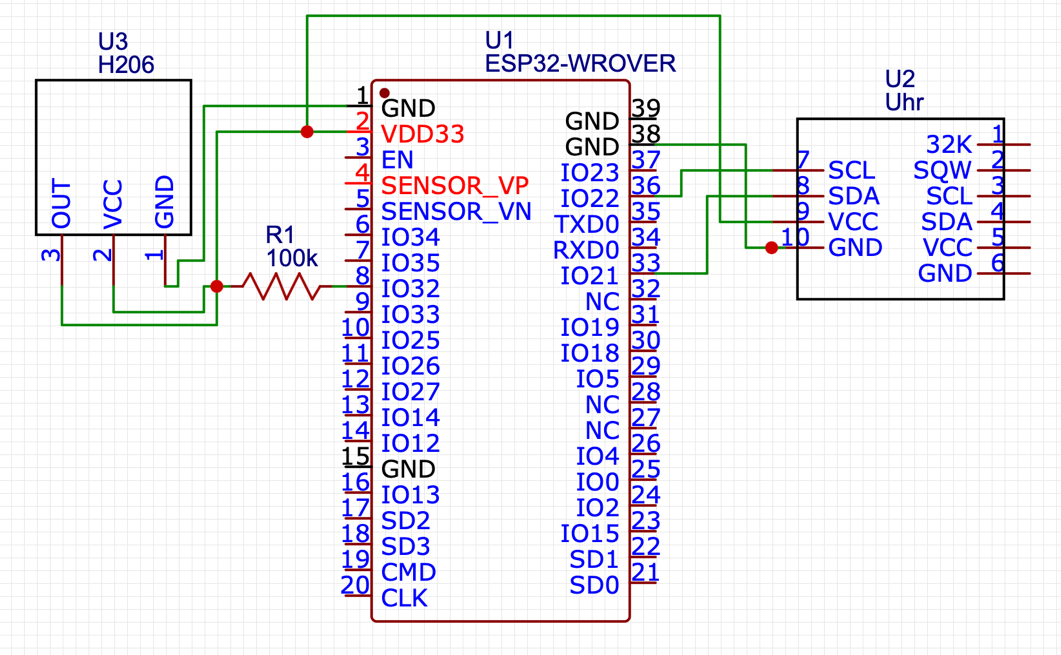 U3
H206
OUT
VCC
GND
3
2
1
R1
100k
U1
ESP32-WROVER
1 GND
2 VDD33
3 EN
4 SENSOR_VP
5 SENSOR_VN
6 IO34
7 IO35
8 IO32
9 IO33
10 IO25
11 IO26
12 IO27
13 IO14
14 IO12
15 GND
16 IO13
17 SD2
18 SD3
19 CMD
20 CLK
GND 39
GND 38
IO23 37
IO22 36
TXD0 35
RXD0 34
IO21 33
NC 32
IO19 31
IO18 30
IO5 29
NC 28
NC 27
IO4 26
IO0 25
IO2 24
IO15 23
SD1 22
SD0 21
U2
Uhr
7 SCL
8 SDA
9 VCC
10 GND
32K 1
SQW 2
SCL 3
SDA 4
VCC 5
GND 6